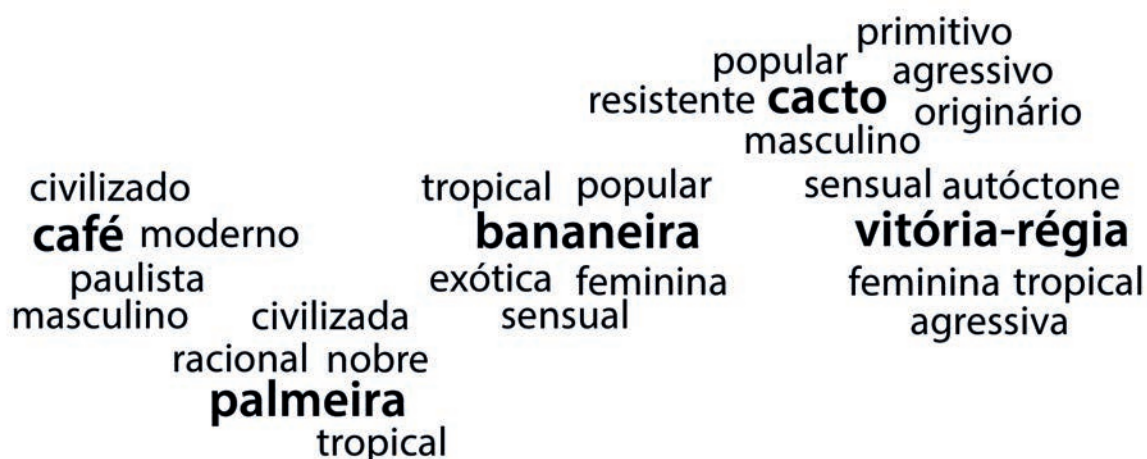 primitivo
popular agressivo
resistente cacto originário
masculino
civilizado
café moderno
paulista
masculino
civilizada
racional nobre
palmeira
tropical
tropical popular
bananeira
exótica feminina
sensual
sensual autóctone
vitória-régia
feminina tropical
agressiva